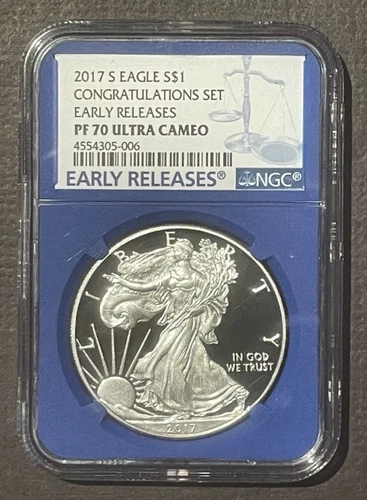 2017 S EAGLE S$1
CONGRATULATIONS SET
EARLY RELEASES
PF 70 ULTRA CAMEO
4554305-006
EARLY RELEASES® NGC®
LIBERTY
IN GOD
WE TRUST
2017